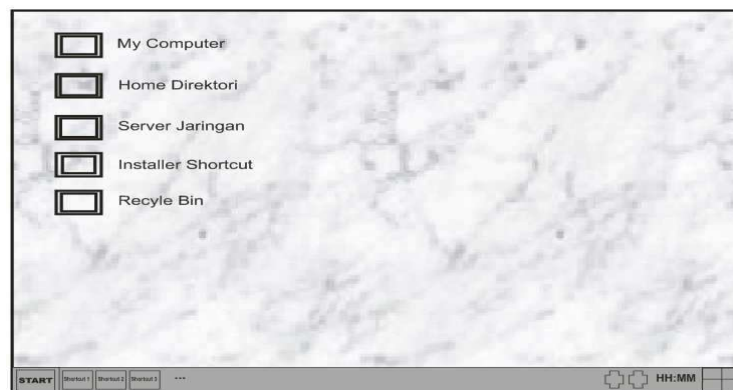 My Computer
Home Direktori
Server Jaringan
Installer Shortcut
Recyle Bin
START Shortcut 1 Shortcut 2 Shortcut 3 ... HH:MM